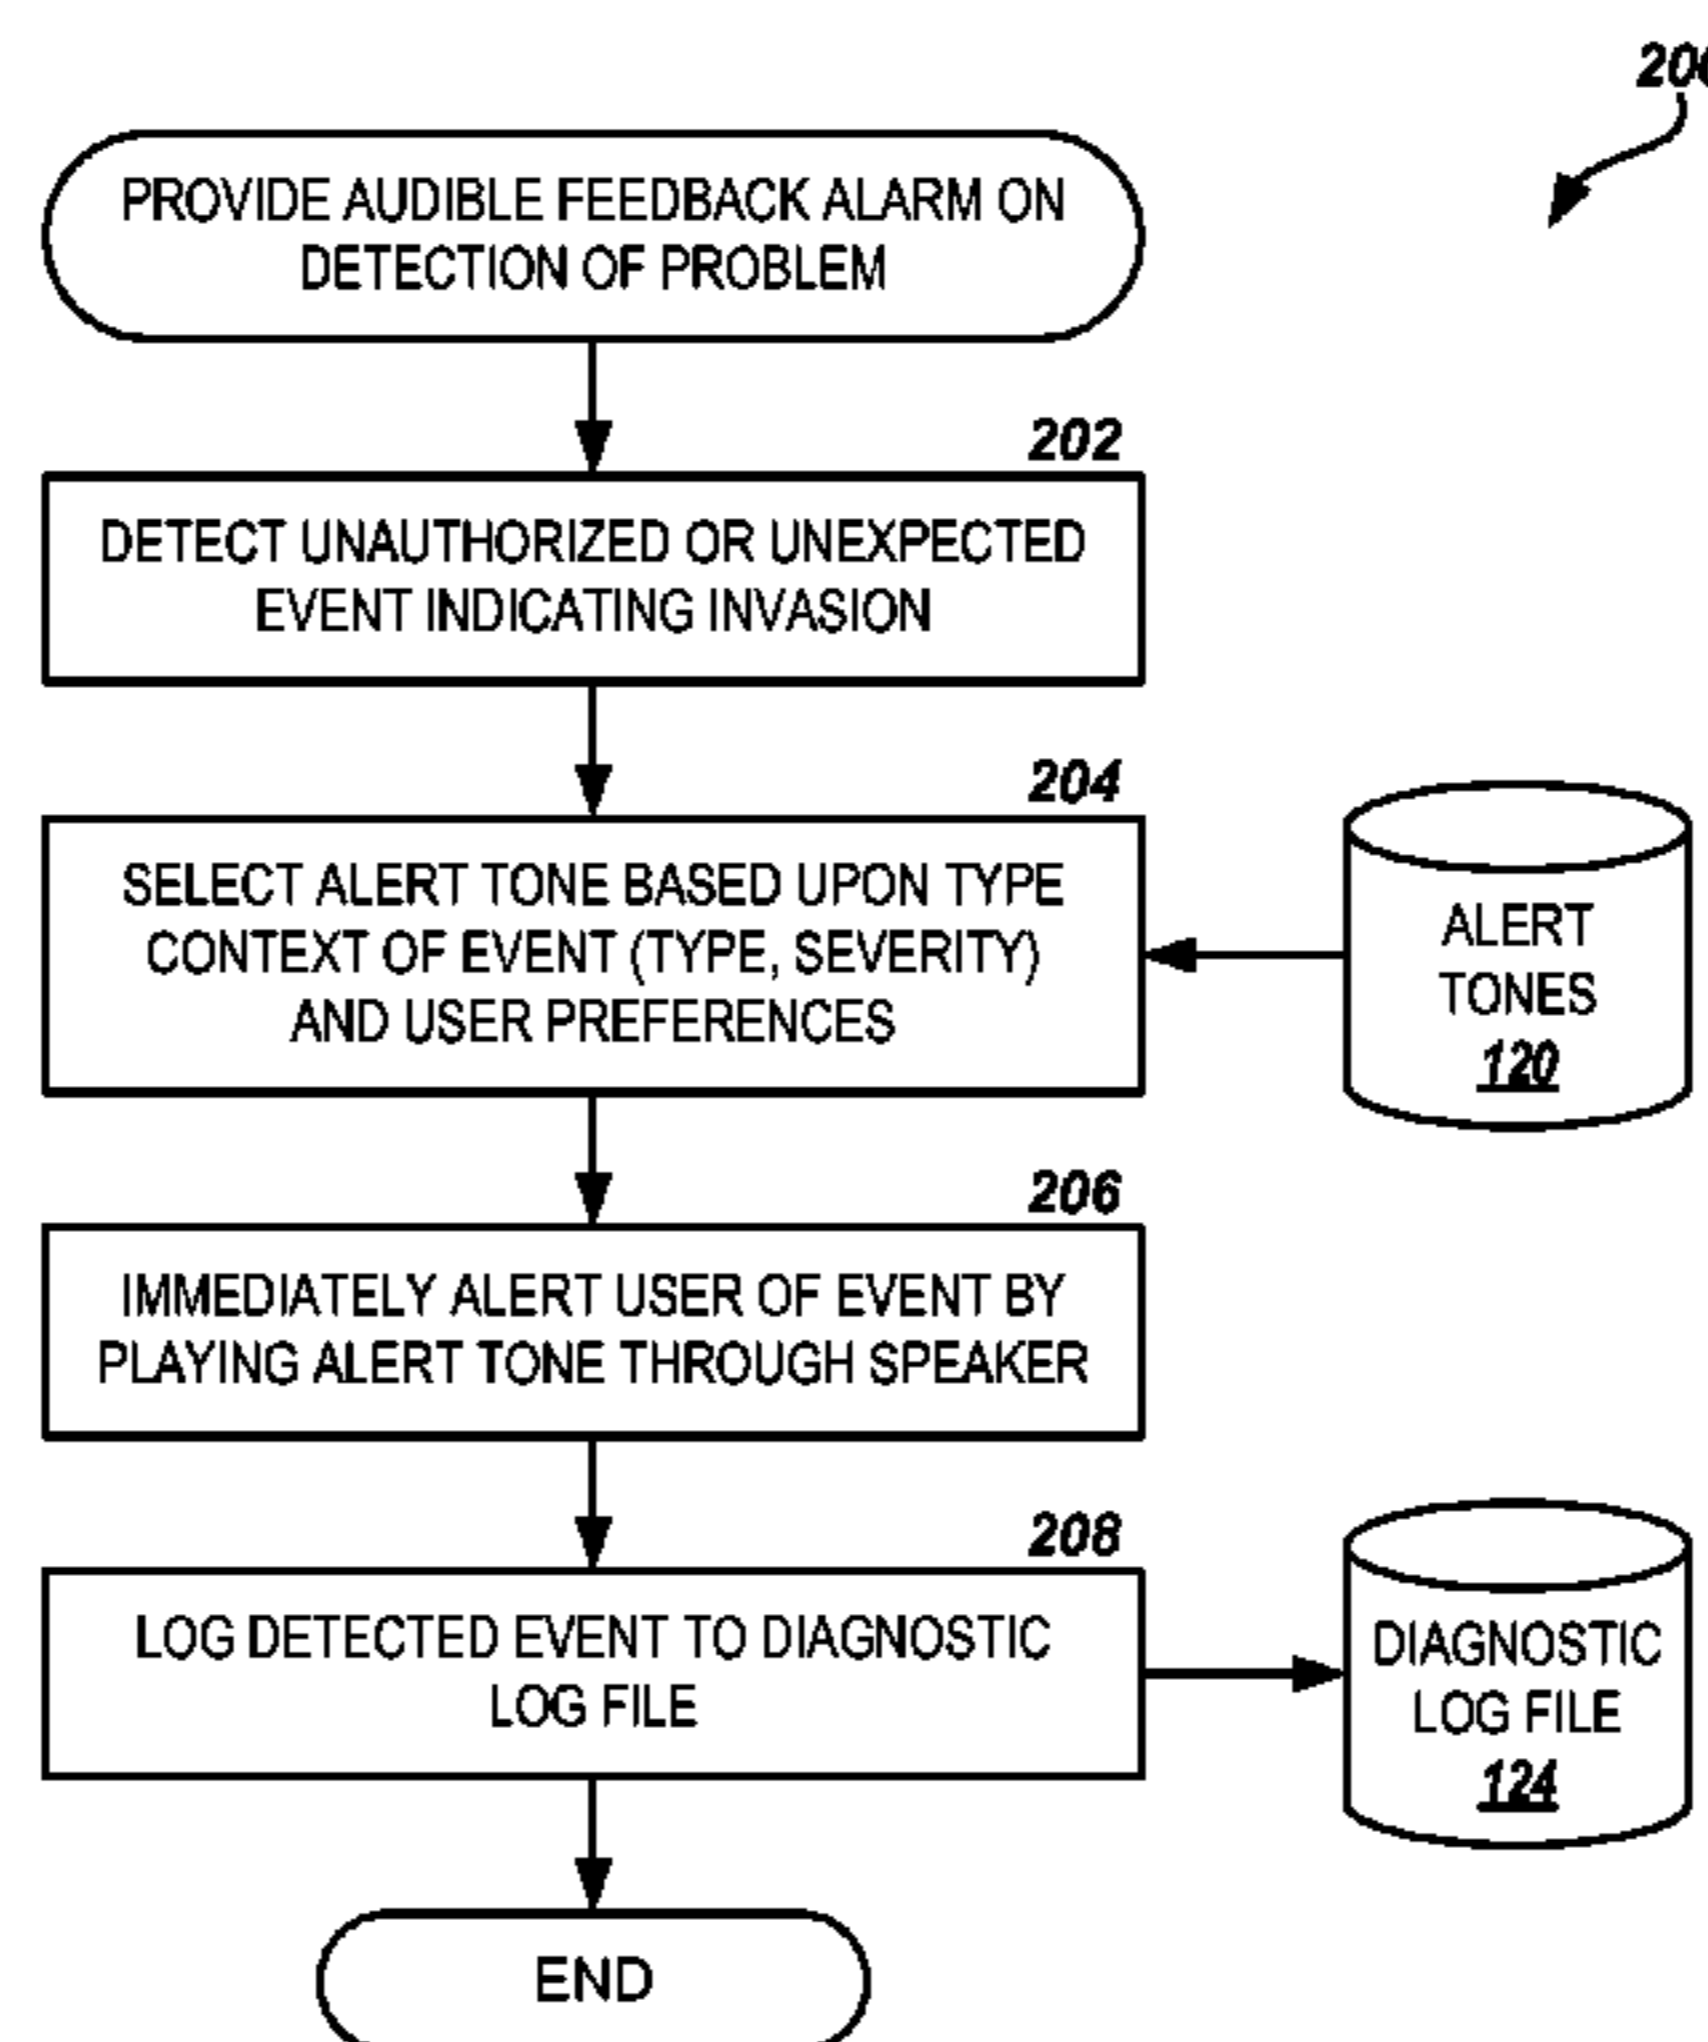 200
PROVIDE AUDIBLE FEEDBACK ALARM ON
DETECTION OF PROBLEM
202
DETECT UNAUTHORIZED OR UNEXPECTED
EVENT INDICATING INVASION
204
SELECT ALERT TONE BASED UPON TYPE
CONTEXT OF EVENT (TYPE, SEVERITY)
AND USER PREFERENCES
ALERT
TONES
120
206
IMMEDIATELY ALERT USER OF EVENT BY
PLAYING ALERT TONE THROUGH SPEAKER
208
LOG DETECTED EVENT TO DIAGNOSTIC
LOG FILE
DIAGNOSTIC
LOG FILE
124
END